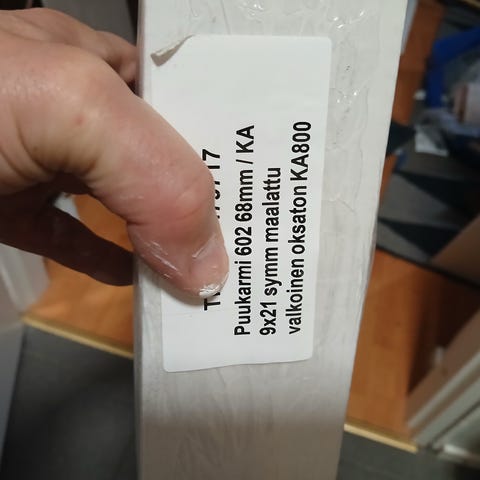 Puukarmi 602 68mm / KA
9x21 symm maalattu
valkoinen oksaton KA800